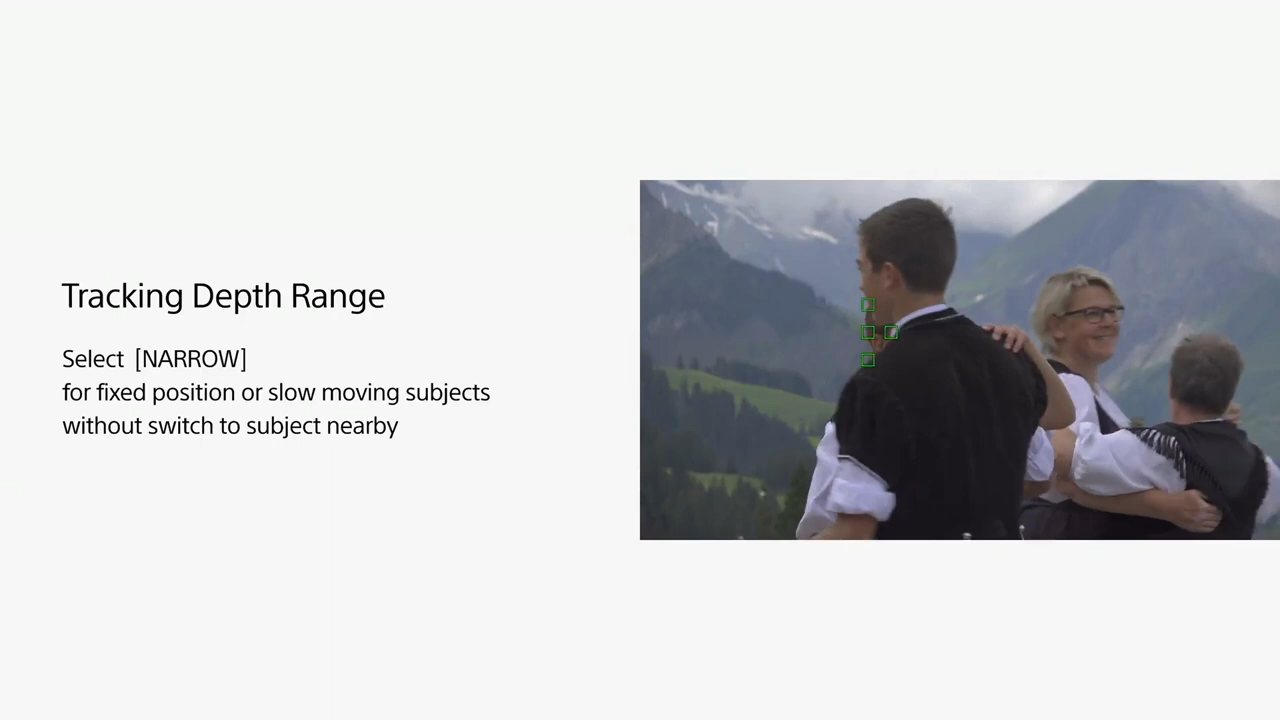 Tracking Depth Range
Select [NARROW]
for fixed position or slow moving subjects
without switch to subject nearby